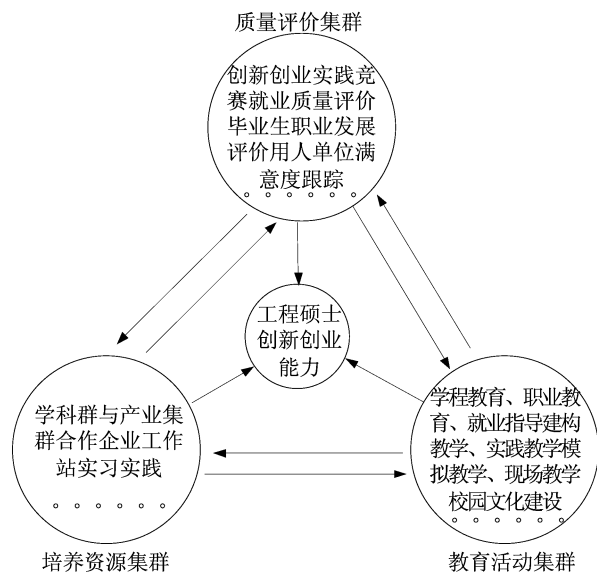 质量评价集群
创新创业实践竞
赛就业质量评价
毕业生职业发展
评价用人单位满
意度跟踪
。。。。。。
工程硕士
创新创业
能力
学科群与产业集
群合作企业工作
站实习实践
。。。。。。
学程教育、职业教
育、就业指导建构
教学、实践教学模
拟教学、现场教学
校园文化建设
。。。。。。
培养资源集群
教育活动集群